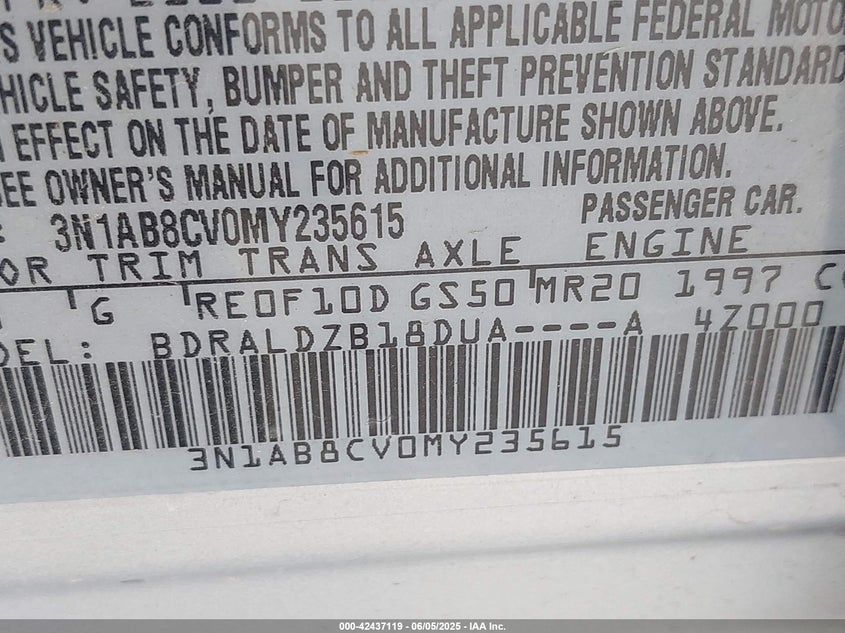 S VEHICLE CONFORMS TO ALL APPLICABLE FEDERAL MOTO
HICLE SAFETY, BUMPER AND THEFT PREVENTION STANDARD
EFFECT ON THE DATE OF MANUFACTURE SHOWN ABOVE.
EE OWNER'S MANUAL FOR ADDITIONAL INFORMATION.
: 3N1AB8CV0MY235615 PASSENGER CAR.
OR TRIM TRANS AXLE ENGINE
G RE0F10D GS50 MR20 1997 C
DEL: BDRALDZB18DUA----A 4Z000
3N1AB8CV0MY235615
000-42437119 - 06/05/2025 - IAA Inc.